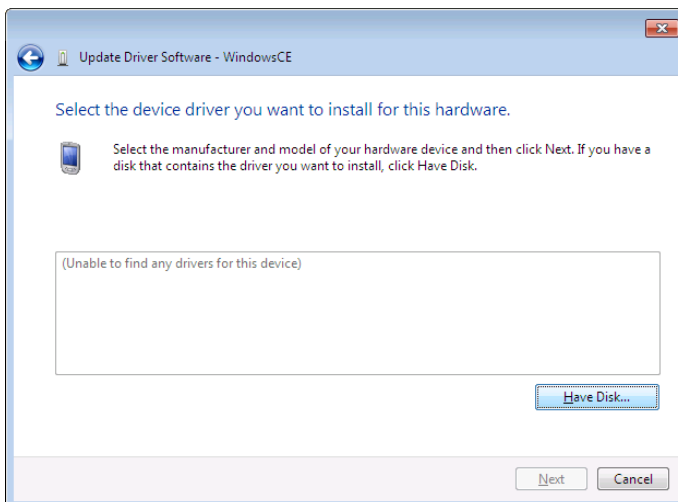 Update Driver Software - WindowsCE
Select the device driver you want to install for this hardware.
Select the manufacturer and model of your hardware device and then click Next. If you have a
disk that contains the driver you want to install, click Have Disk.
(Unable to find any drivers for this device)
Have Disk...
Next
Cancel